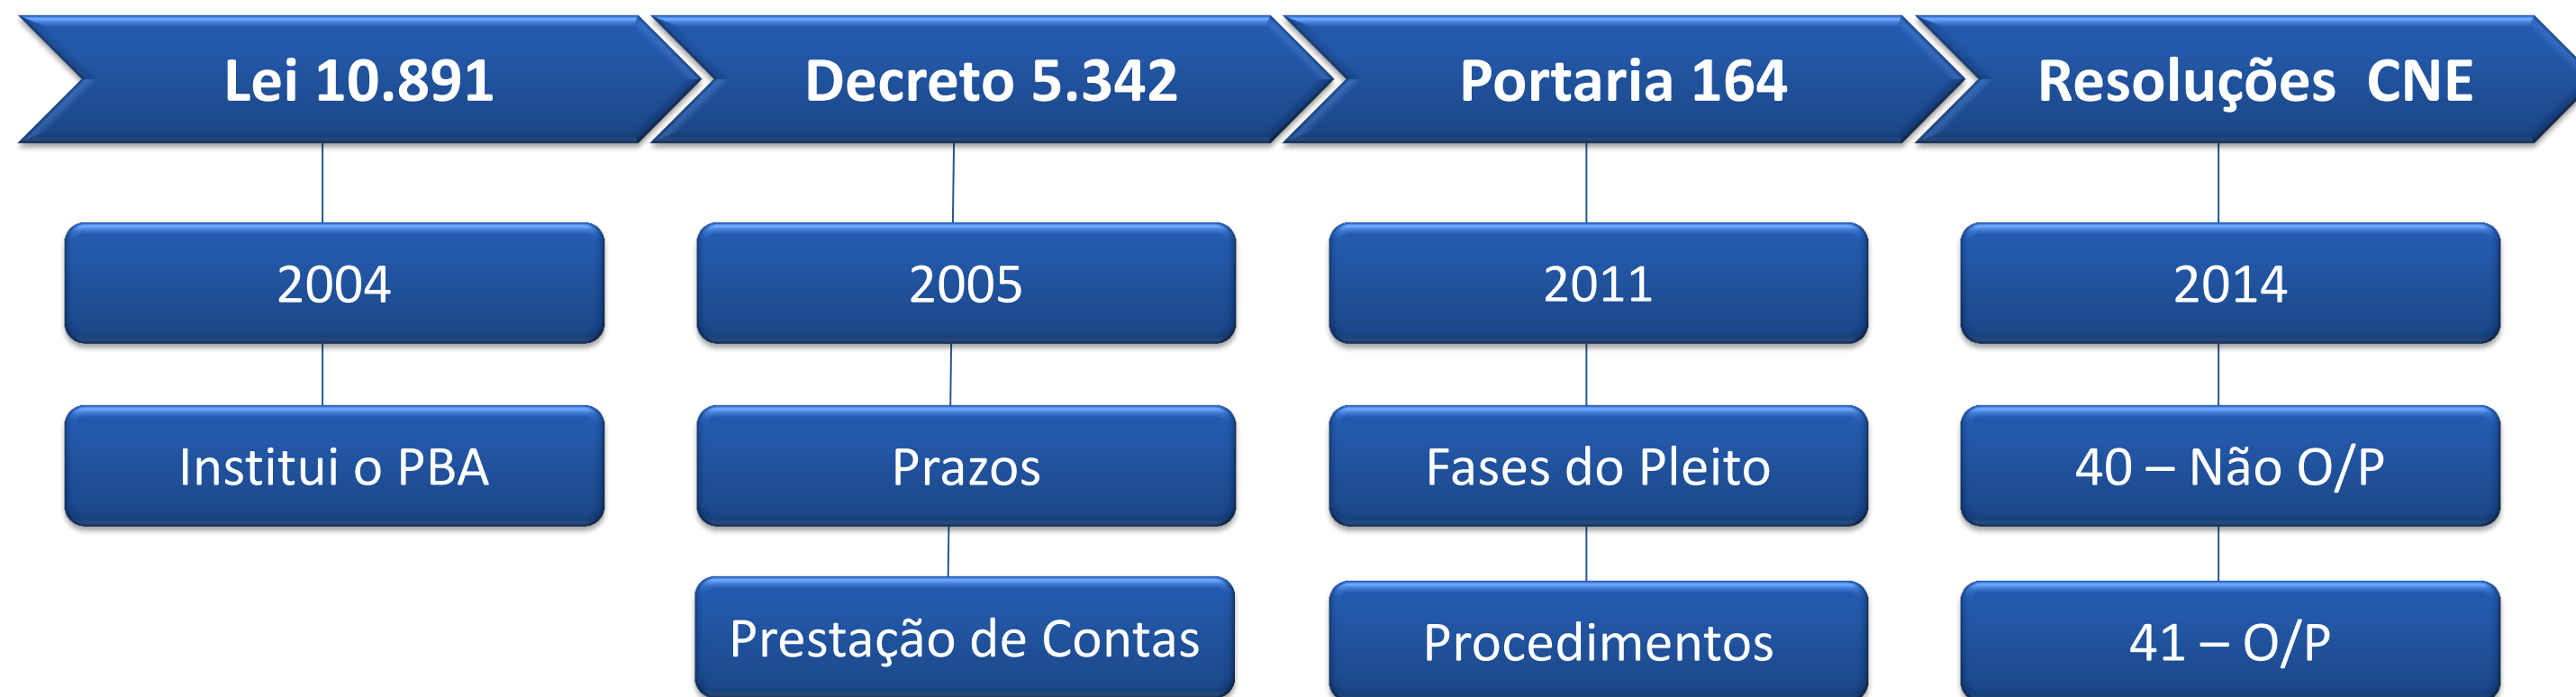 Lei 10.891
Decreto 5.342
Portaria 164
Resoluções CNE
2004
2005
2011
2014
Institui o PBA
Prazos
Fases do Pleito
40 – Não O/P
Prestação de Contas
Procedimentos
41 – O/P